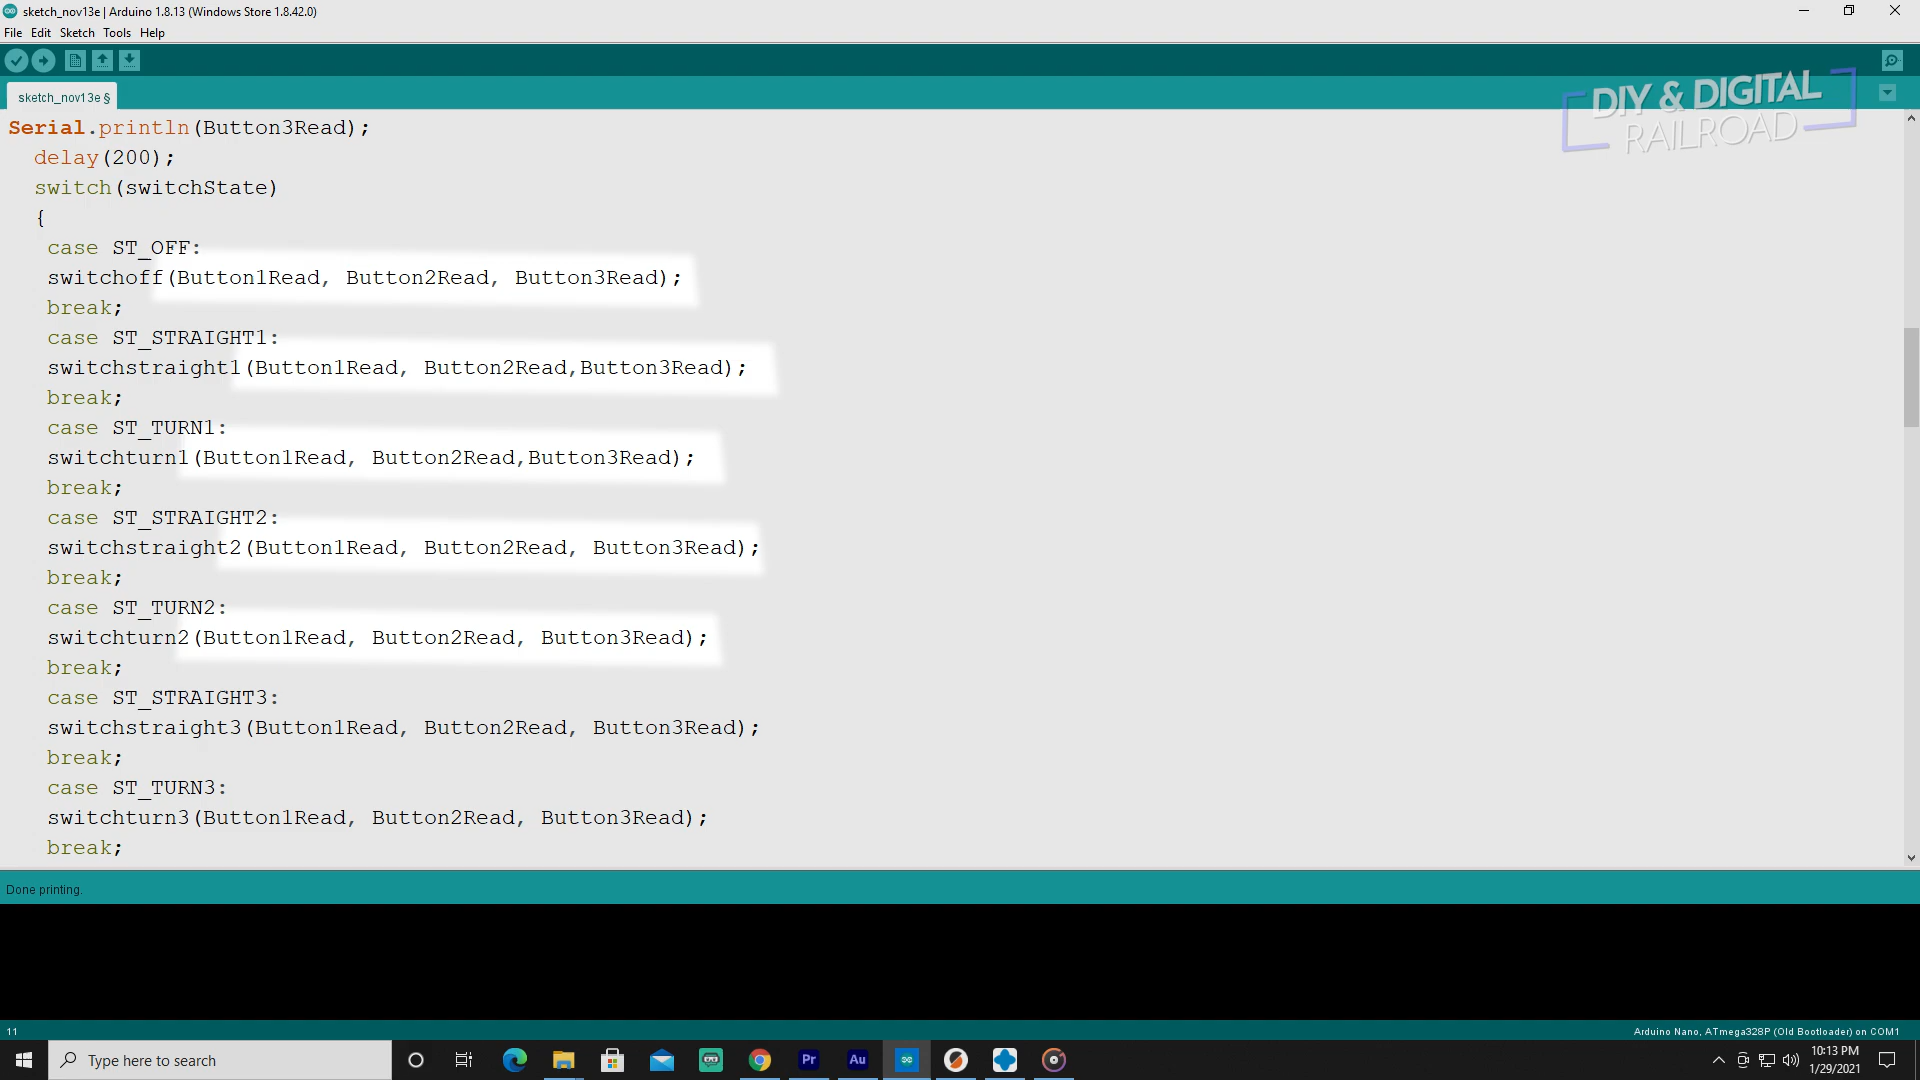 sketch_nov13e | Arduino 1.8.13 (Windows Store 1.8.42.0)
File Edit Sketch Tools Help
sketch_nov13e §
DIY & DIGITAL
RAILROAD
Serial.println(Button3Read);
delay(200);
switch(switchState)
{
case ST_OFF:
switchoff(Button1Read, Button2Read, Button3Read);
break;
case ST_STRAIGHT1:
switchstraight1(Button1Read, Button2Read,Button3Read);
break;
case ST_TURN1:
switchturn1(Button1Read, Button2Read,Button3Read);
break;
case ST_STRAIGHT2:
switchstraight2(Button1Read, Button2Read, Button3Read);
break;
case ST_TURN2:
switchturn2(Button1Read, Button2Read, Button3Read);
break;
case ST_STRAIGHT3:
switchstraight3(Button1Read, Button2Read, Button3Read);
break;
case ST_TURN3:
switchturn3(Button1Read, Button2Read, Button3Read);
break;
Done printing.
11
Arduino Nano, ATmega328P (Old Bootloader) on COM1
Type here to search
Pr
Au
10:13 PM
1/29/2021